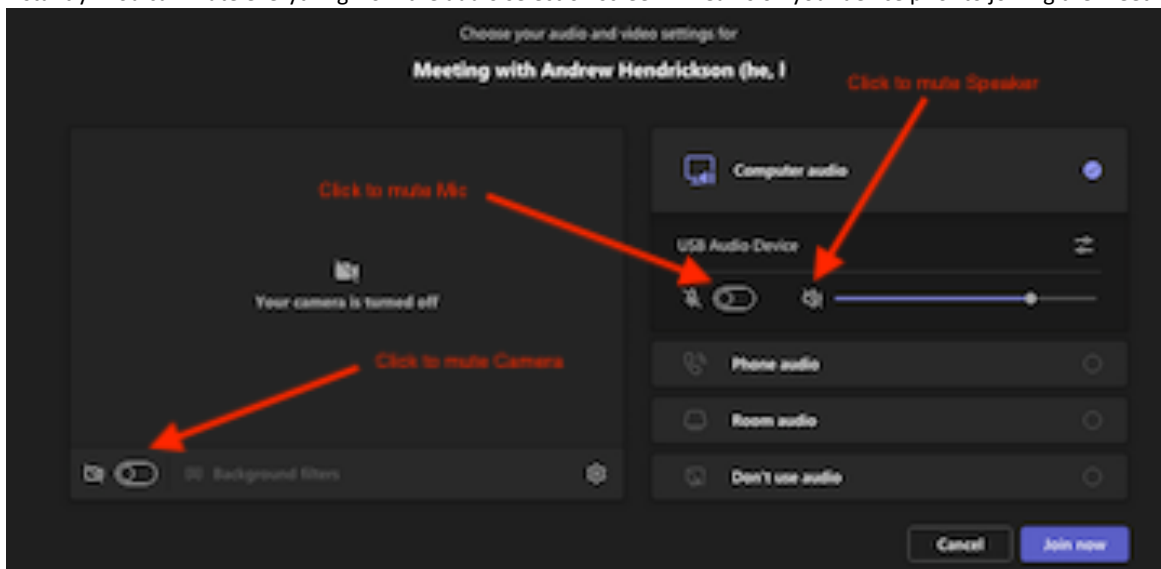 Choose your audio and video settings for
Meeting with Andrew Hendrickson (he, l
Click to mute Speaker
Computer audio
Click to mute Mic
USB Audio Device
Your camera is turned off
Click to mute Camera
Phone audio
Room audio
Background filters
Don't use audio
Cancel
Join now